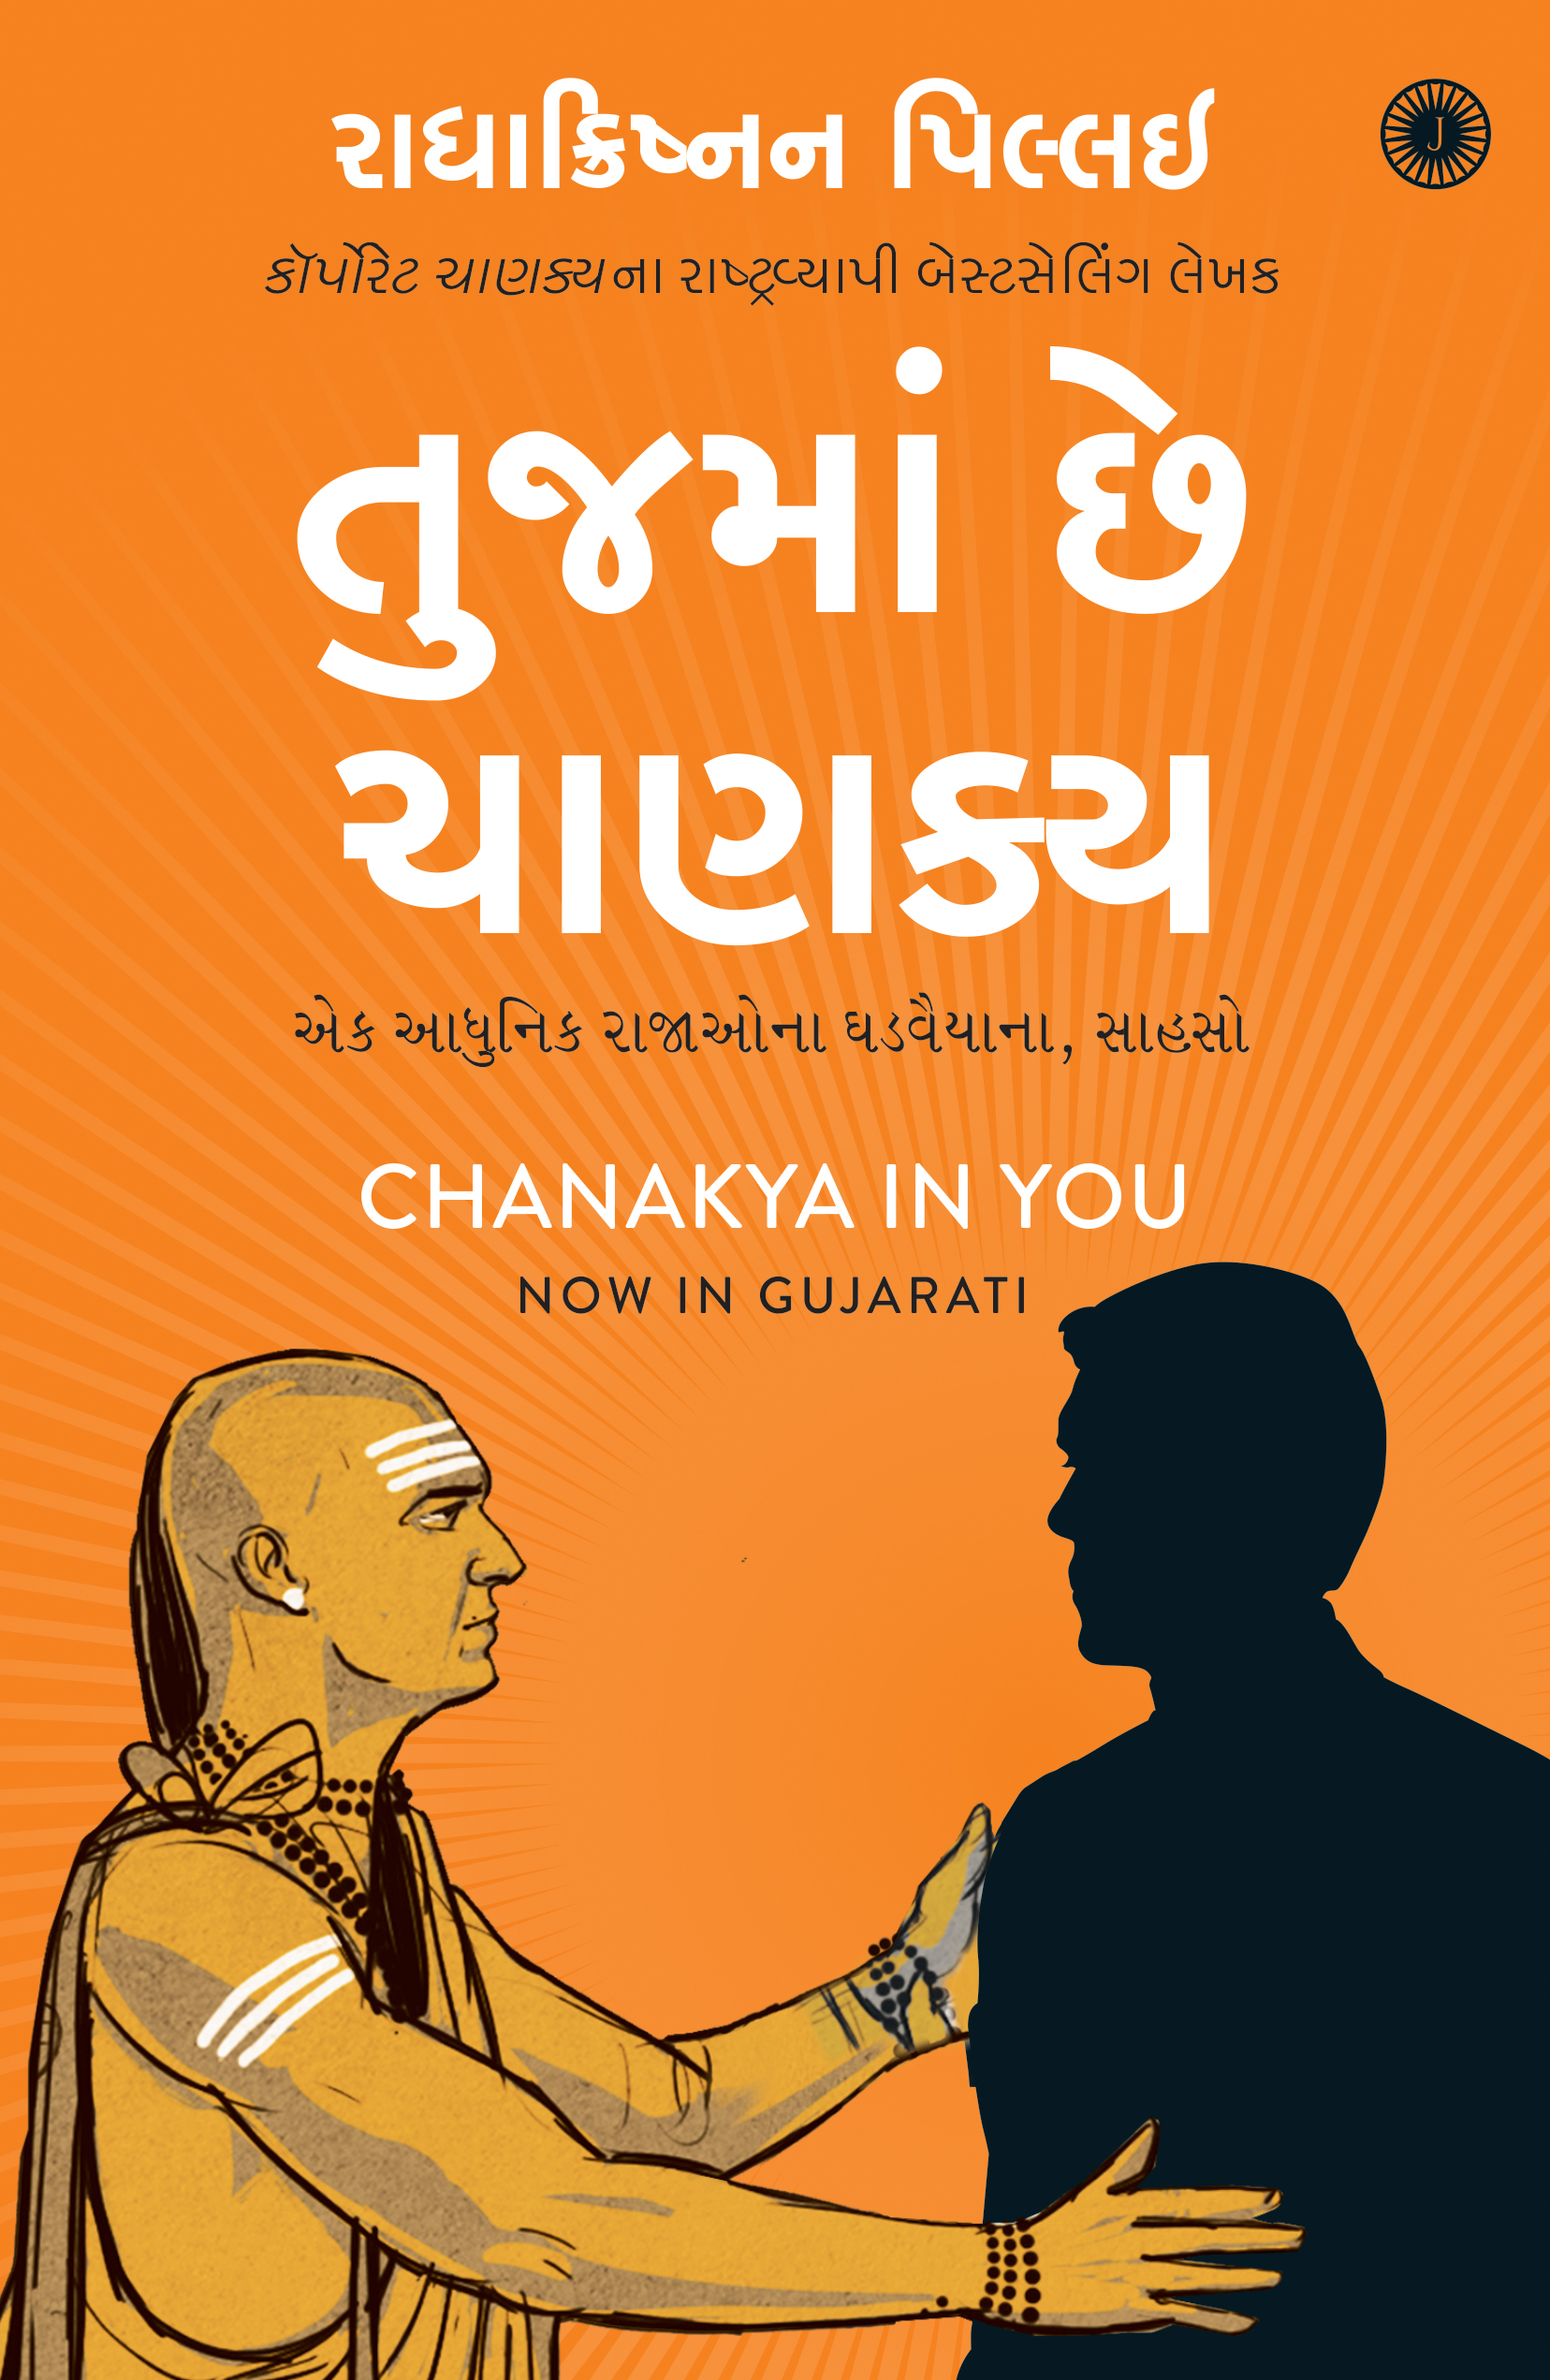 રાધાક્રિષ્નન પિલ્લઇ
J
કૉર્પોરેટ ચાણક્યના રાષ્ટ્રવ્યાપી બેસ્ટસેલિંગ લેખક
તુજમાં છે
ચાણક્ય
એક આધુનિક રાજાઓના ઘડવૈયાના, સાહસો
CHANAKYA IN YOU
NOW IN GUJARATI